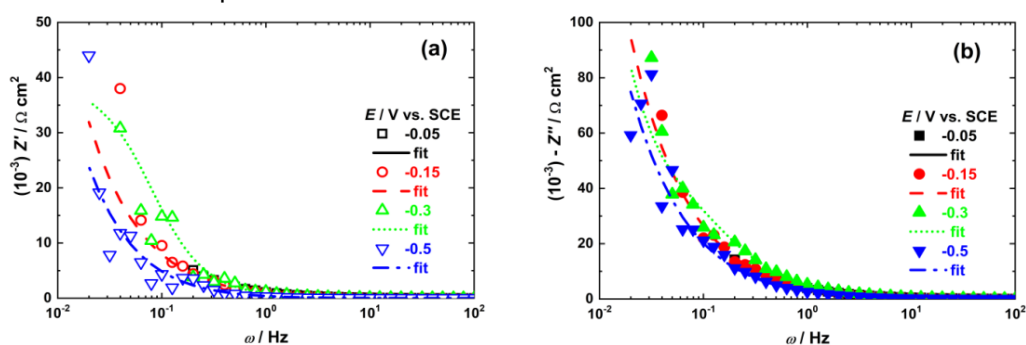 (a)
(10⁻³) Z' / Ω cm²
50
40
30
20
10
0
E / V vs. SCE
-0.05
fit
-0.15
fit
-0.3
fit
-0.5
fit
10⁻² 10⁻¹ 10⁰ 10¹ 10²
ω / Hz
(b)
(10⁻³) - Z'' / Ω cm²
100
80
60
40
20
0
E / V vs. SCE
-0.05
fit
-0.15
fit
-0.3
fit
-0.5
fit
10⁻² 10⁻¹ 10⁰ 10¹ 10²
ω / Hz